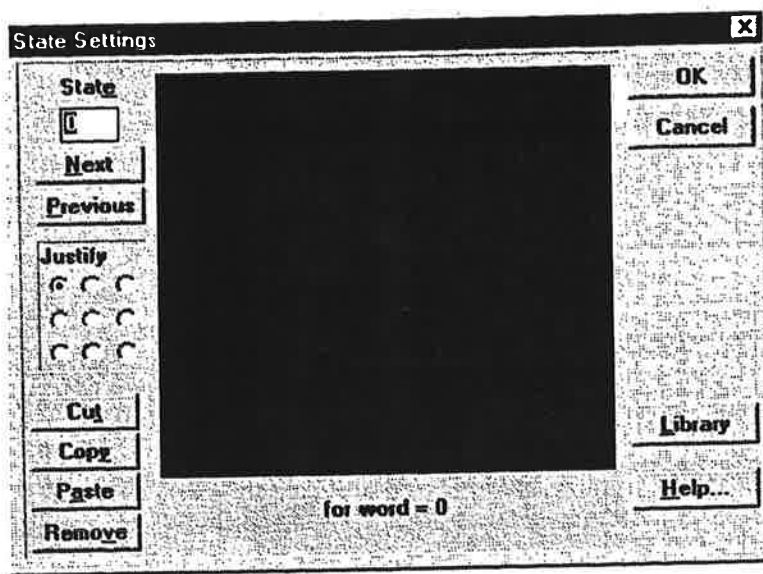 State Settings
State
0
Next
Previous
Justify
Cut
Copy
Paste
Remove
for word = 0
OK
Cancel
Library
Help...